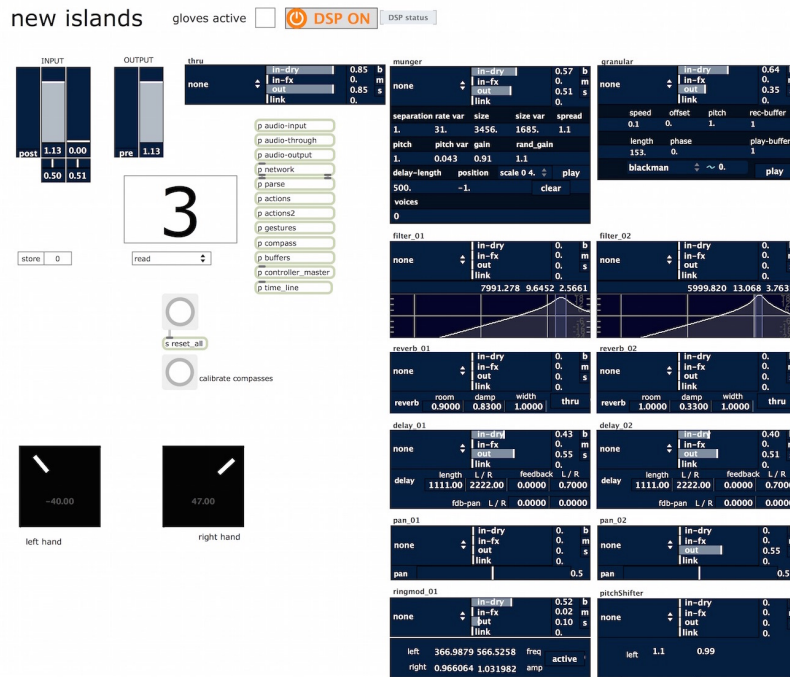 new islands
gloves active
DSP ON
DSP status
INPUT
OUTPUT
post 1.13 0.00
0.50 0.51
pre 1.13
3
store 0
read
s reset_all
calibrate compasses
-40.00
left hand
47.00
right hand
thru
none
in-dry 0.85 b
in-fx 0. m
out 0.85 s
link 0.
p audio-input
p audio-through
p audio-output
p network
p parse
p actions
p actions2
p gestures
p compass
p buffers
p controller_master
p time_line
munger
none
in-dry 0.57 b
in-fx 0. m
out 0.51 s
link 0.
separation rate var size size var spread
1. 31. 3456. 1685. 1.1
pitch pitch var gain rand_gain
1. 0.043 0.91 1.1
delay-length position scale 0 4. play
500. -1. clear
voices
0
granular
none
in-dry 0.64 b
in-fx 0. m
out 0.35 s
link 0.
speed offset pitch rec-buffer
0.1 0. 1. 1
length phase play-buffer
153. 0. 1
blackman ~ 0. play
filter_01
none
in-dry 0. b
in-fx 0. m
out 0. s
link 0.
7991.278 9.6452 2.5661
filter_02
none
in-dry 0. b
in-fx 0. m
out 0. s
link 0.
5999.820 13.068 3.763
reverb_01
none
in-dry 0. b
in-fx 0. m
out 0. s
link 0.
room damp width
reverb 0.9000 0.8300 1.0000 thru
reverb_02
none
in-dry 0. b
in-fx 0. m
out 0. s
link 0.
room damp width
reverb 1.0000 0.3300 1.0000 thru
delay_01
none
in-dry 0.43 b
in-fx 0. m
out 0.55 s
link 0.
length L / R feedback L / R
delay 1111.00 2222.00 0.0000 0.7000
fdb-pan L / R 0.0000 0.0000
delay_02
none
in-dry 0.40 b
in-fx 0. m
out 0.51 s
link 0.
length L / R feedback L / R
delay 1111.00 2222.00 0.0000 0.7000
fdb-pan L / R 0.0000 0.0000
pan_01
none
in-dry 0. b
in-fx 0. m
out 0. s
link 0.
pan 0.5
pan_02
none
in-dry 0. b
in-fx 0. m
out 0.55 s
link 0.
pan 0.5
ringmod_01
none
in-dry 0.52 b
in-fx 0.02 m
out 0.10 s
link 0.
left 366.9879 566.5258 freq
right 0.966064 1.031982 amp
active
pitchShifter
none
in-dry 0. b
in-fx 0. m
out 0. s
link 0.
left 1.1 0.99